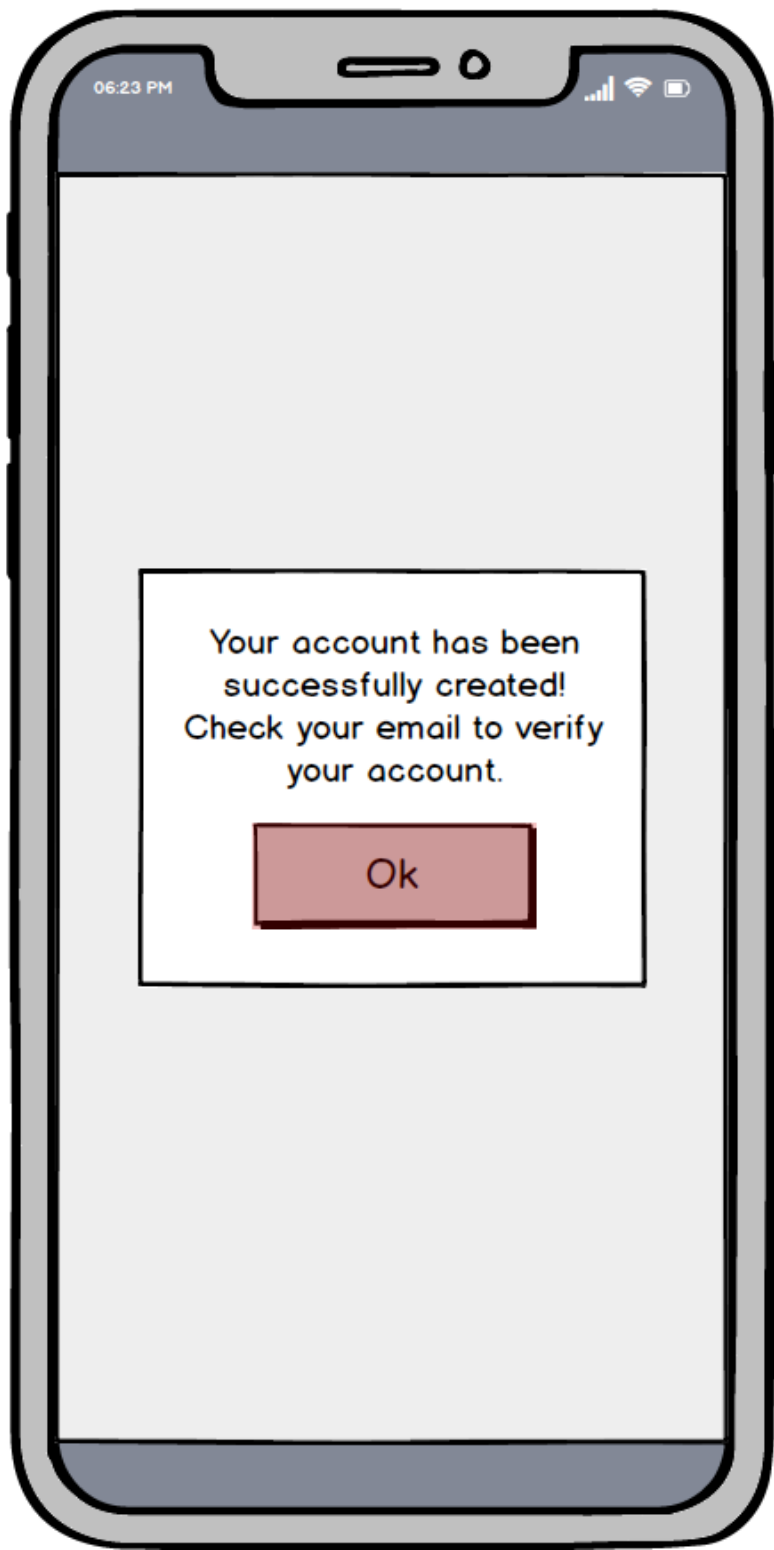 06:23 PM
Your account has been
successfully created!
Check your email to verify
your account.
Ok